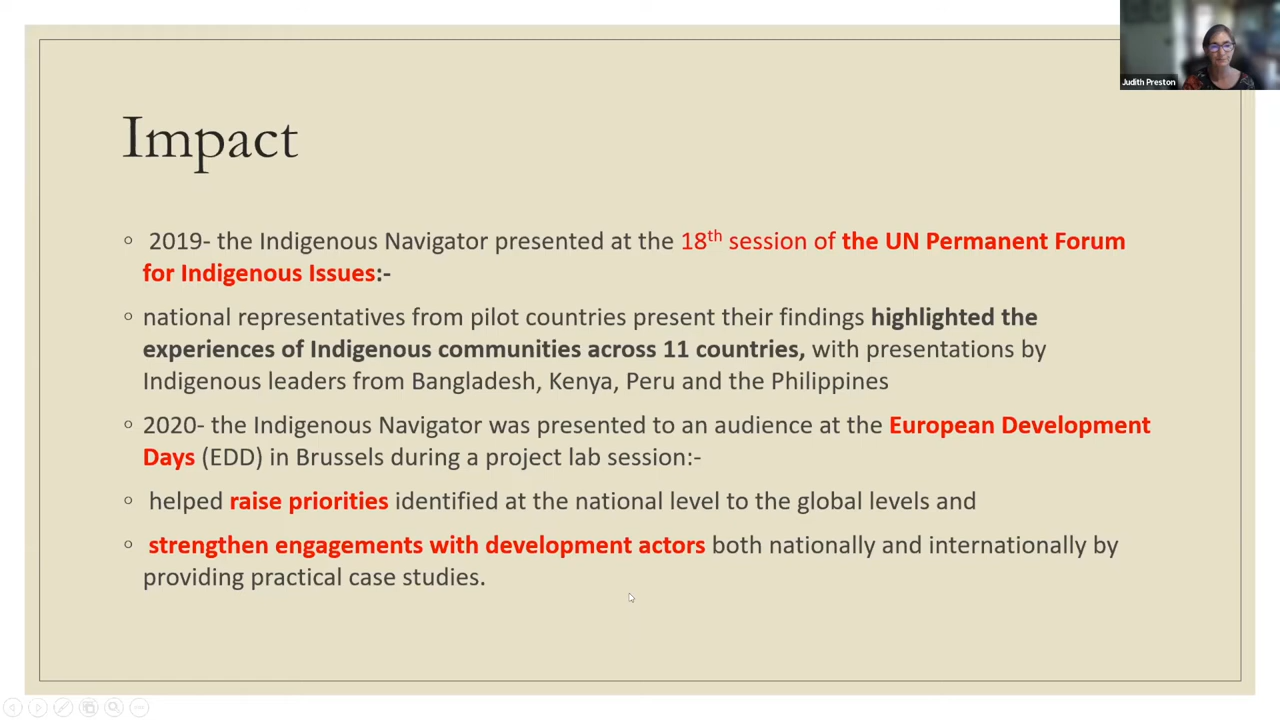 Judith Preston
Impact
◦ 2019- the Indigenous Navigator presented at the 18th session of the UN Permanent Forum
for Indigenous Issues:-
◦ national representatives from pilot countries present their findings highlighted the
experiences of Indigenous communities across 11 countries, with presentations by
Indigenous leaders from Bangladesh, Kenya, Peru and the Philippines
◦ 2020- the Indigenous Navigator was presented to an audience at the European Development
Days (EDD) in Brussels during a project lab session:-
◦ helped raise priorities identified at the national level to the global levels and
◦ strengthen engagements with development actors both nationally and internationally by
providing practical case studies.